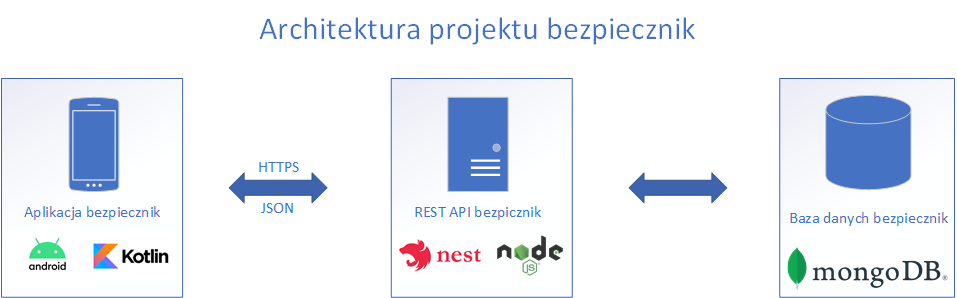 Architektura projektu bezpiecznik
HTTPS
JSON
Aplikacja bezpiecznik
android
Kotlin
REST API bezpicznik
nest
node
JS
Baza danych bezpiecznik
mongoDB®